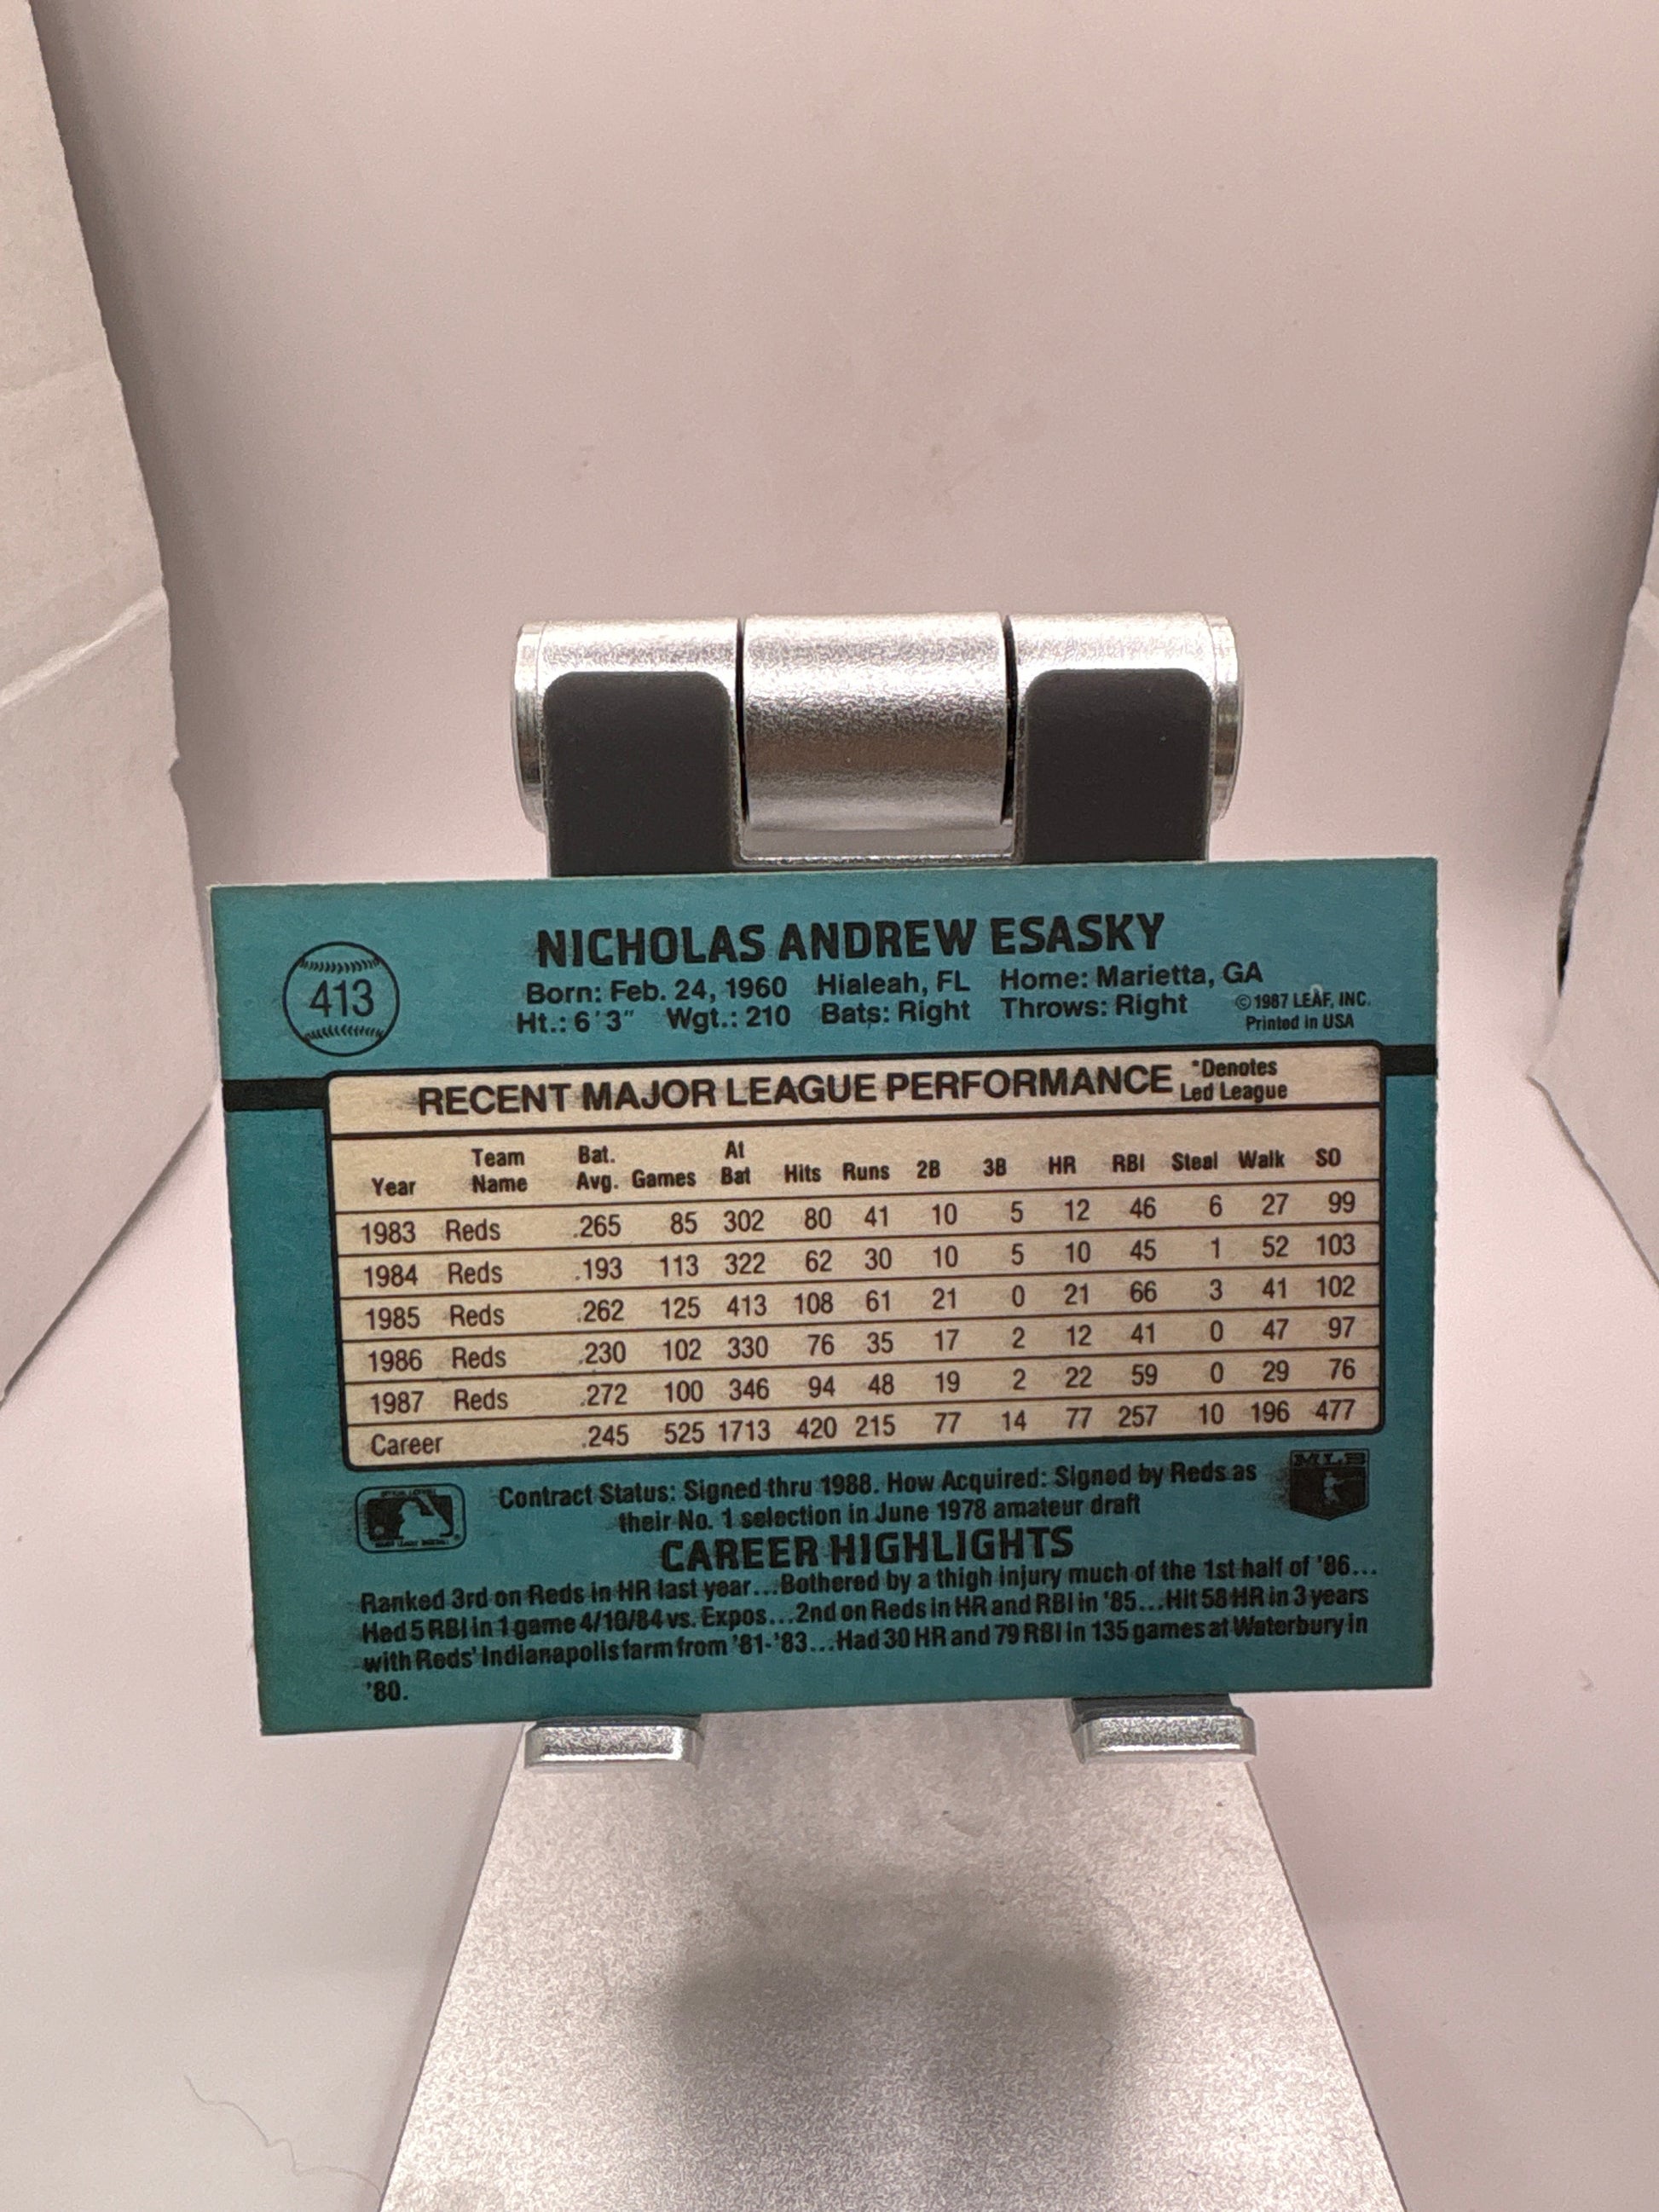 413
NICHOLAS ANDREW ESASKY
Born: Feb. 24, 1960 Hialeah, FL Home: Marietta, GA
Ht.: 6'3" Wgt.: 210 Bats: Right Throws: Right
©1987 LEAF, INC.
Printed in USA
RECENT MAJOR LEAGUE PERFORMANCE
*Denotes
Led League
Year Team Name Bat. Avg. Games At Bat Hits Runs 2B 3B HR RBI Steal Walk SO
1983 Reds .265 85 302 80 41 10 5 12 46 6 27 99
1984 Reds .193 113 322 62 30 10 5 10 45 1 52 103
1985 Reds .262 125 413 108 61 21 0 21 66 3 41 102
1986 Reds .230 102 330 76 35 17 2 12 41 0 47 97
1987 Reds .272 100 346 94 48 19 2 22 59 0 29 76
Career .245 525 1713 420 215 77 14 77 257 10 196 477
Contract Status: Signed thru 1988. How Acquired: Signed by Reds as
their No. 1 selection in June 1978 amateur draft
MLB
CAREER HIGHLIGHTS
Ranked 3rd on Reds in HR last year...Bothered by a thigh injury much of the 1st half of '86...
Had 5 RBI in 1 game 4/10/84 vs. Expos...2nd on Reds in HR and RBI in '85...Hit 58 HR in 3 years
with Reds' Indianapolis farm from '81-'83...Had 30 HR and 79 RBI in 135 games at Waterbury in
'80.